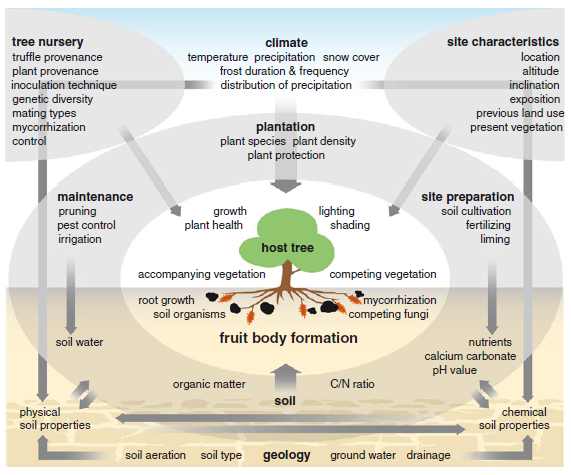 tree nursery
truffle provenance
plant provenance
inoculation technique
genetic diversity
mating types
mycorrhization
control
climate
temperature precipitation snow cover
frost duration & frequency
distribution of precipitation
site characteristics
location
altitude
inclination
exposition
previous land use
present vegetation
plantation
plant species plant density
plant protection
maintenance
pruning
pest control
irrigation
growth
plant health
lighting
shading
site preparation
soil cultivation
fertilizing
liming
host tree
accompanying vegetation
competing vegetation
root growth
soil organisms
mycorrhization
competing fungi
fruit body formation
soil water
nutrients
calcium carbonate
pH value
organic matter
C/N ratio
soil
physical
soil properties
chemical
soil properties
soil aeration soil type geology ground water drainage